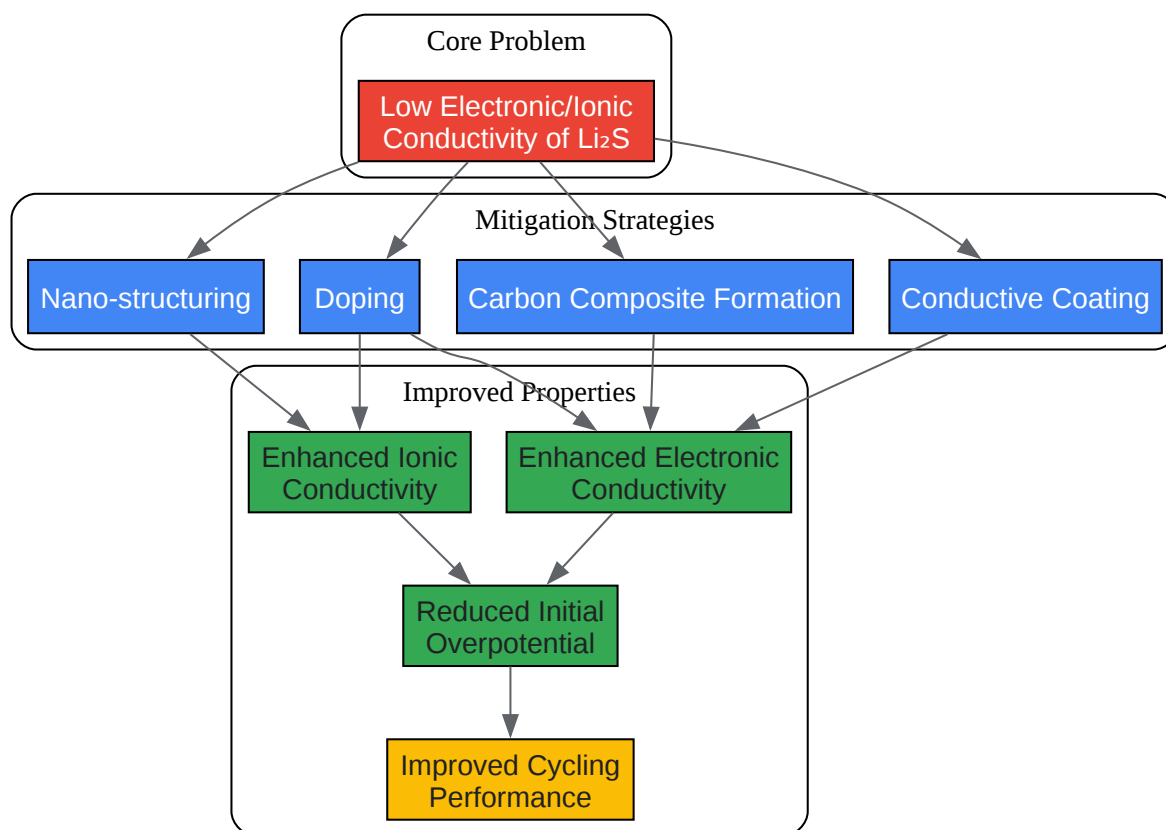 Core Problem
Low Electronic/Ionic
Conductivity of Li₂S
Mitigation Strategies
Nano-structuring
Doping
Carbon Composite Formation
Conductive Coating
Improved Properties
Enhanced Ionic
Conductivity
Enhanced Electronic
Conductivity
Reduced Initial
Overpotential
Improved Cycling
Performance